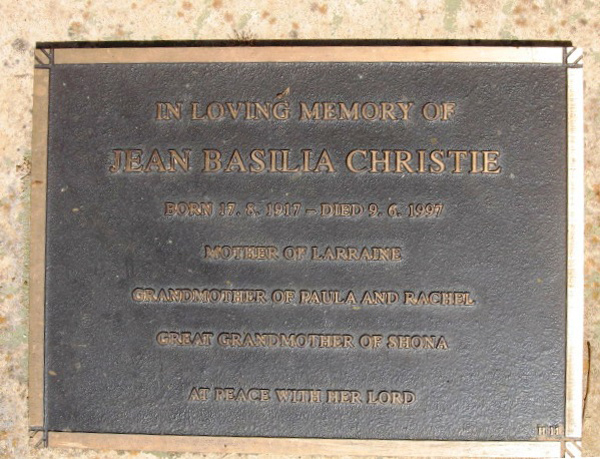 IN LOVING MEMORY OF
JEAN BASILIA CHRISTIE
BORN 17. 8. 1917 – DIED 9. 6. 1997
MOTHER OF LARRAINE
GRANDMOTHER OF PAULA AND RACHEL
GREAT GRANDMOTHER OF SHONA
AT PEACE WITH HER LORD